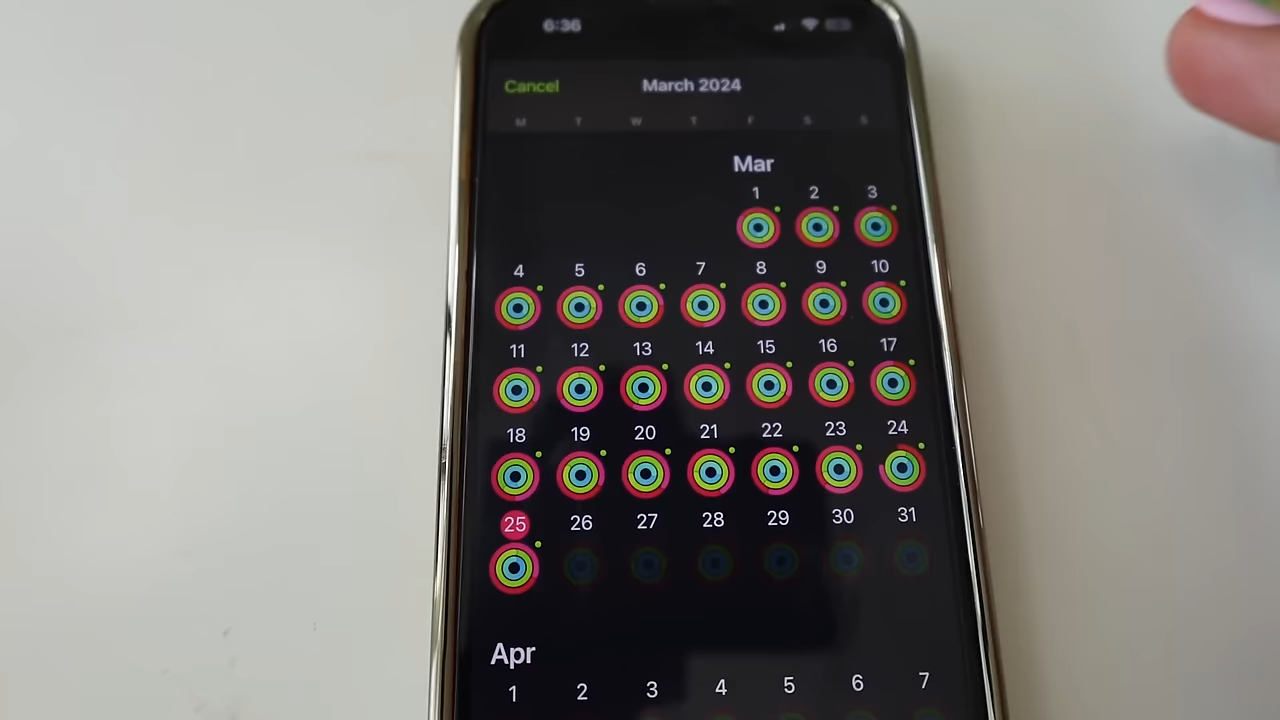 6:36
Cancel March 2024
M T W T F S S
Mar
1 2 3
4 5 6 7 8 9 10
11 12 13 14 15 16 17
18 19 20 21 22 23 24
25 26 27 28 29 30 31
Apr
1 2 3 4 5 6 7